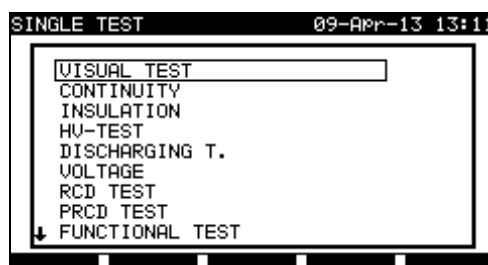 SINGLE TEST 09-Apr-13 13:11
VISUAL TEST
CONTINUITY
INSULATION
HV-TEST
DISCHARGING T.
VOLTAGE
RCD TEST
PRCD TEST
FUNCTIONAL TEST